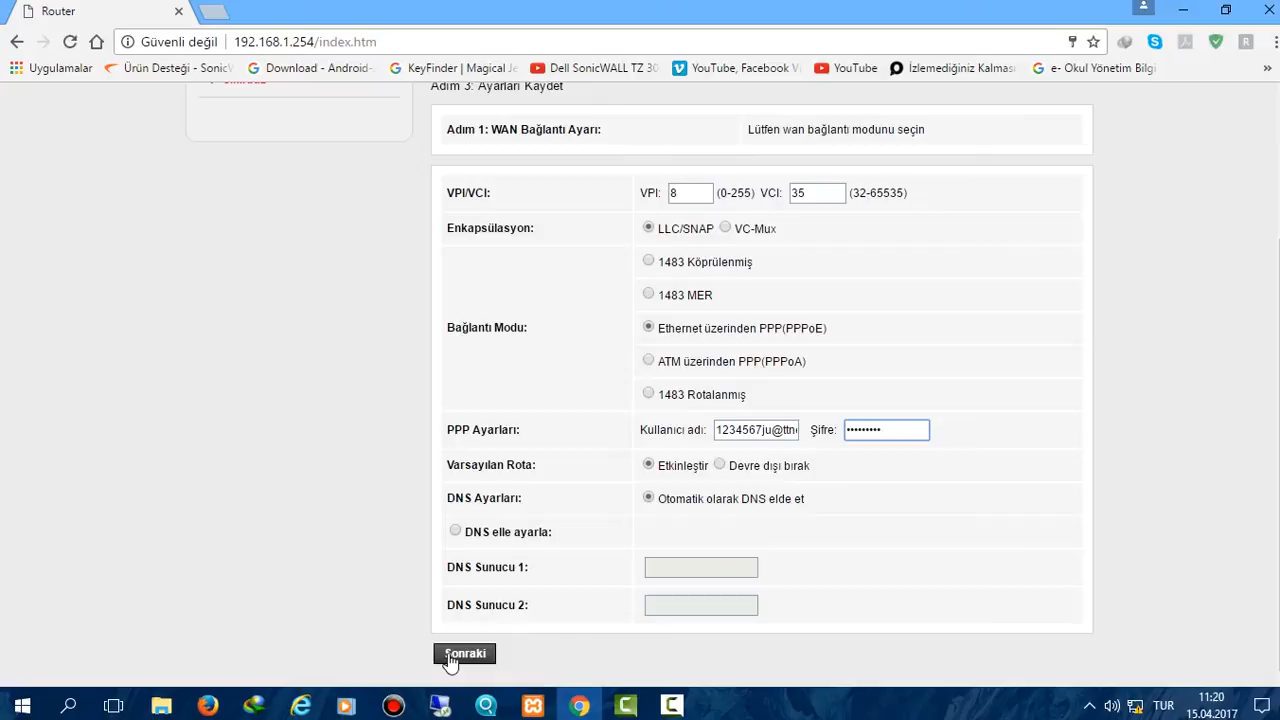 Router
Güvenli değil
192.168.1.254/index.htm
Uygulamalar
Ürün Desteği - SonicW
Download - Android-
KeyFinder | Magical Je
Dell SonicWALL TZ 30
YouTube, Facebook V
YouTube
İzlemediğiniz Kalması
e- Okul Yönetim Bilgi
»
Adım 3: Ayarları Kaydet
Adım 1: WAN Bağlantı Ayarı:
Lütfen wan bağlantı modunu seçin
VPI/VCI:
VPI: 8 (0-255) VCI: 35 (32-65535)
Enkapsülasyon:
LLC/SNAP VC-Mux
1483 Köprülenmiş
1483 MER
Bağlantı Modu:
Ethernet üzerinden PPP(PPPoE)
ATM üzerinden PPP(PPPoA)
1483 Rotalanmış
PPP Ayarları:
Kullanıcı adı: 1234567ju@ttn Şifre: •••••••••
Varsayılan Rota:
Etkinleştir Devre dışı bırak
DNS Ayarları:
Otomatik olarak DNS elde et
DNS elle ayarla:
DNS Sunucu 1:
DNS Sunucu 2:
Sonraki
TUR
11:20
15.04.2017